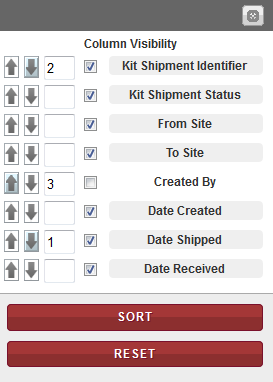 Column Visibility
2 Kit Shipment Identifier
Kit Shipment Status
From Site
To Site
3 Created By
Date Created
1 Date Shipped
Date Received
SORT
RESET